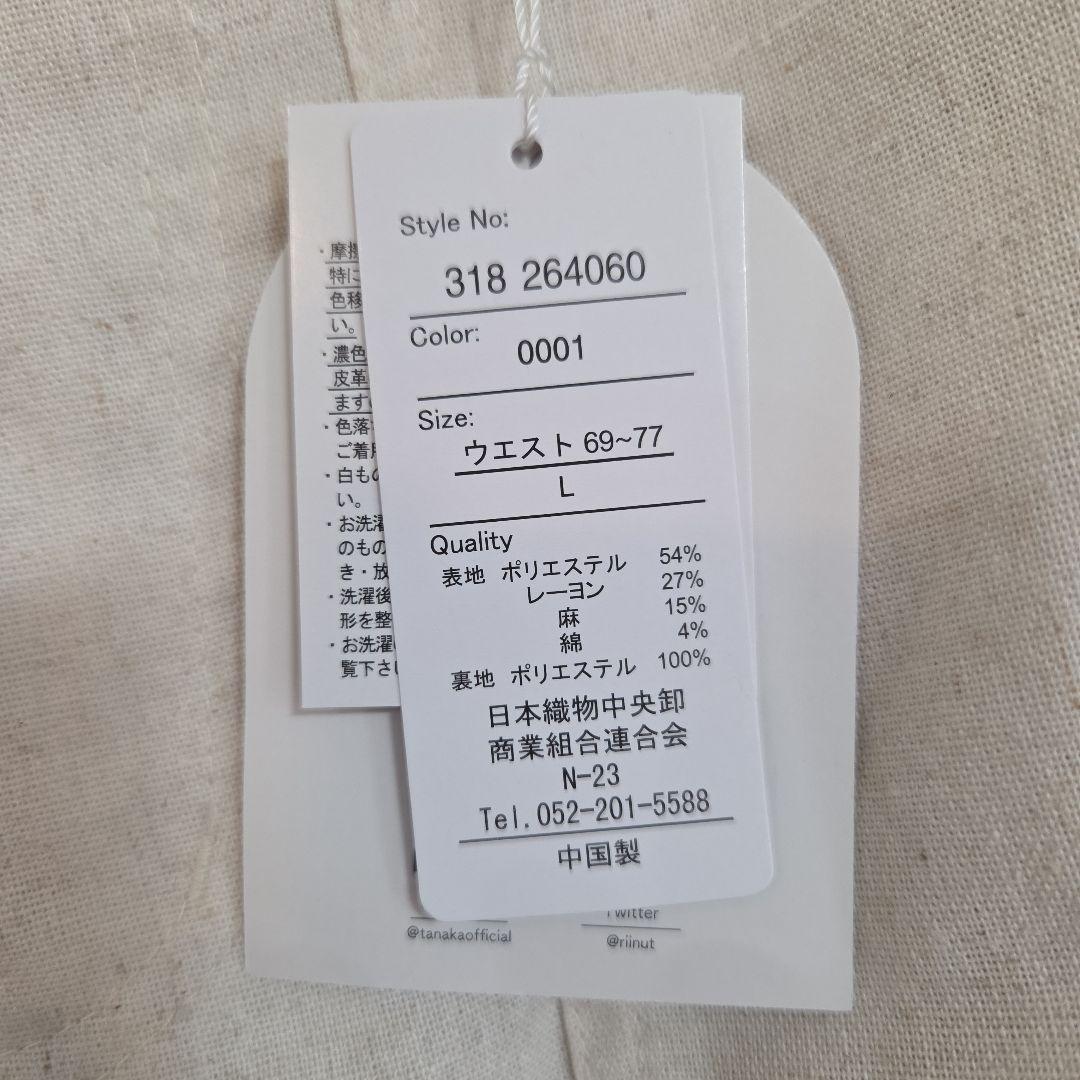 Style No:
318 264060
Color:
0001
Size:
ウエスト 69~77
L
Quality
表地 ポリエステル 54%
レーヨン 27%
麻 15%
綿 4%
裏地 ポリエステル 100%
日本織物中央卸
商業組合連合会
N-23
Tel.052-201-5588
中国製
・摩擦
特に
色移
い。
・濃色
皮革
ます
・色落
ご着用
・白もの
い。
・お洗濯
のもの
き・放
・洗濯後
形を整
・お洗濯
覧下さい
Twitter
@tanakaofficial
@riinut